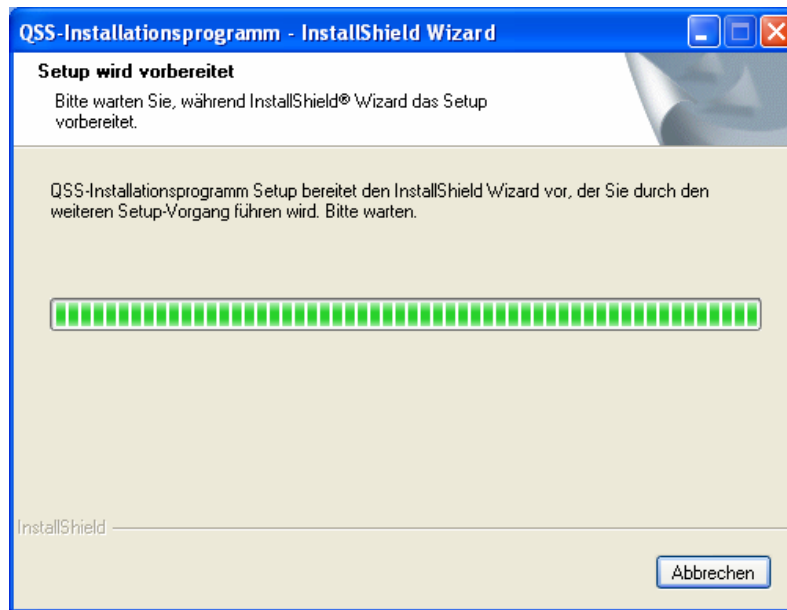 QSS-Installationsprogramm - InstallShield Wizard
Setup wird vorbereitet
Bitte warten Sie, während InstallShield® Wizard das Setup
vorbereitet.
QSS-Installationsprogramm Setup bereitet den InstallShield Wizard vor, der Sie durch den
weiteren Setup-Vorgang führen wird. Bitte warten.
InstallShield
Abbrechen